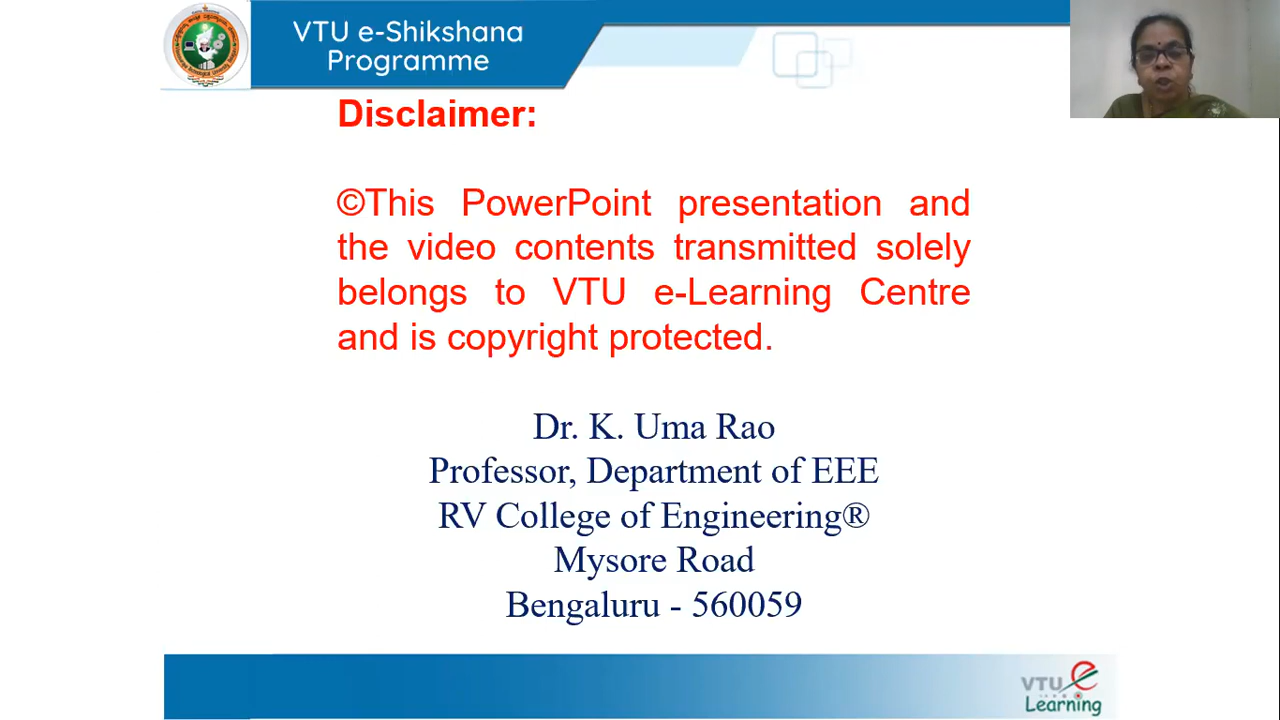 VTU e-Shikshana
Programme
Disclaimer:
©This PowerPoint presentation and
the video contents transmitted solely
belongs to VTU e-Learning Centre
and is copyright protected.
Dr. K. Uma Rao
Professor, Department of EEE
RV College of Engineering®
Mysore Road
Bengaluru - 560059
VTU e
Learning